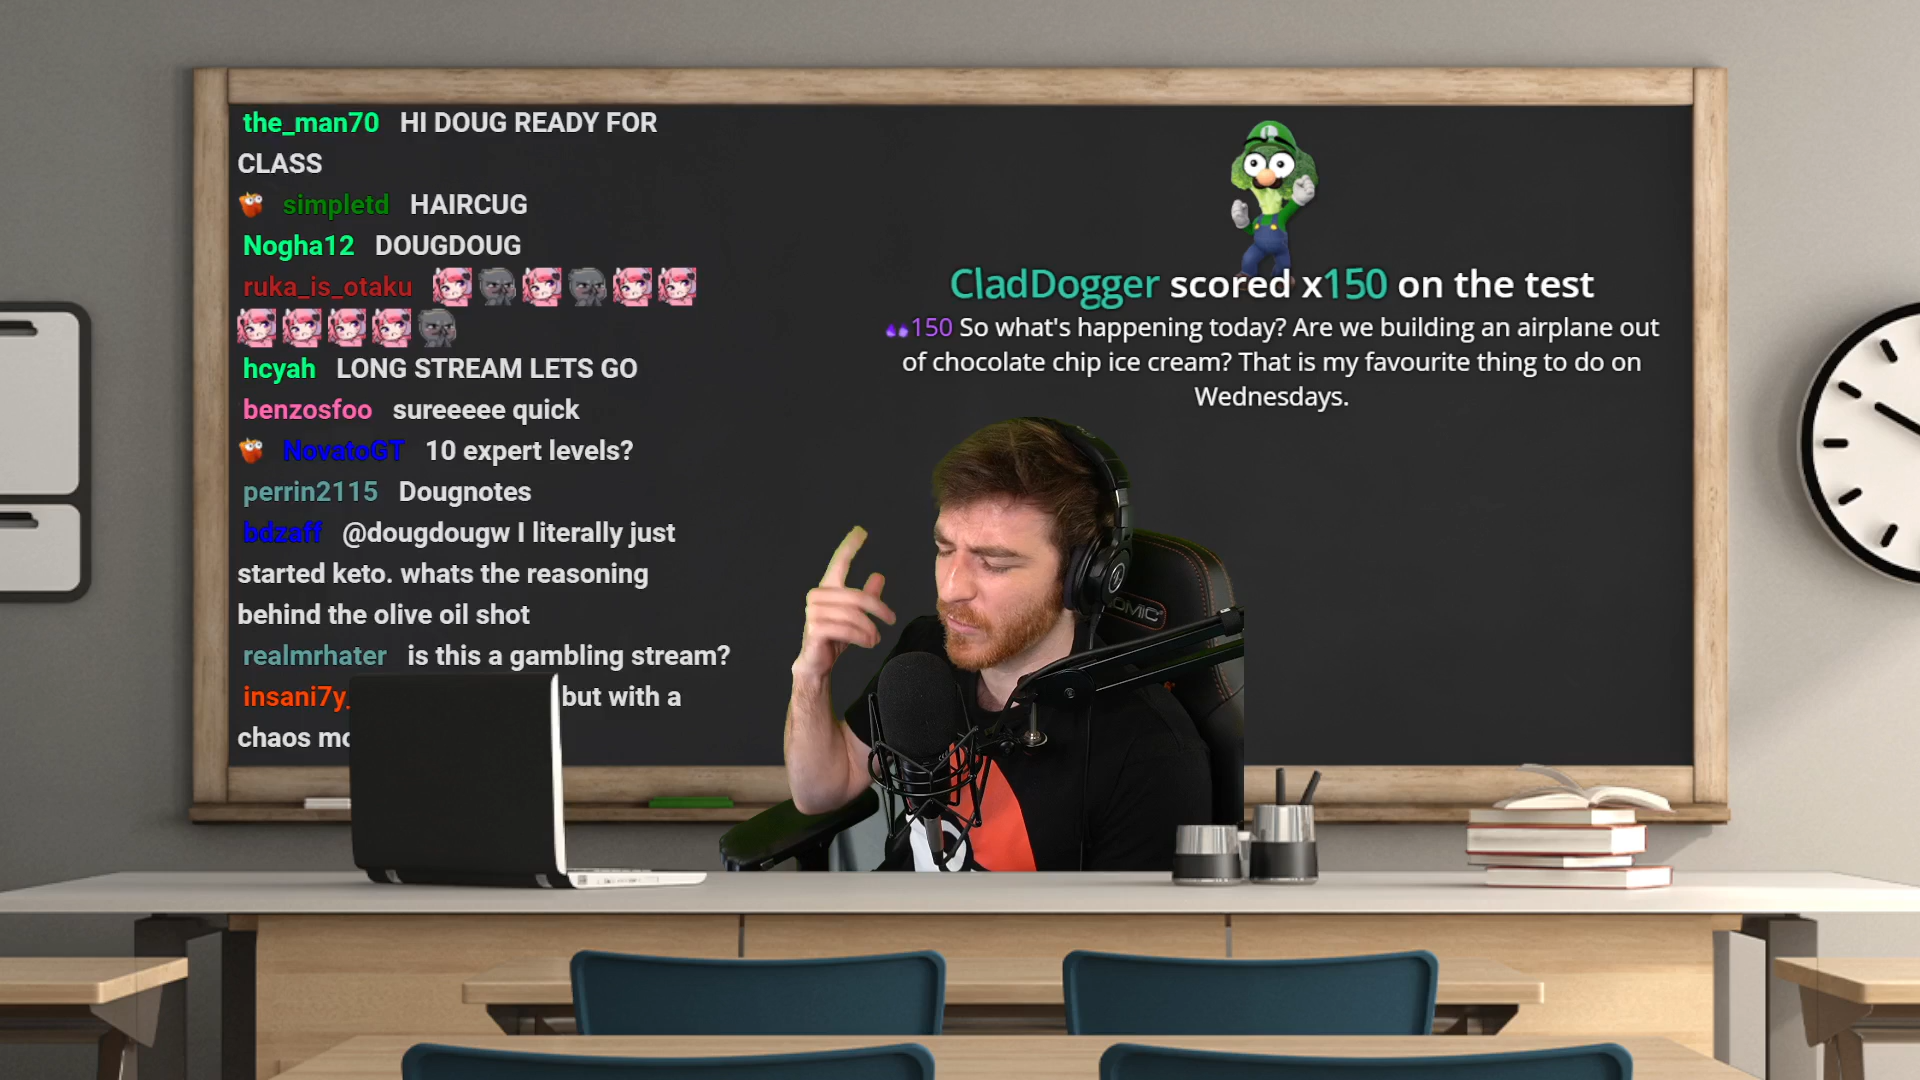 the_man70 HI DOUG READY FOR
CLASS
simpletd HAIRCUG
Nogha12 DOUGDOUG
ruka_is_otaku
hcyah LONG STREAM LETS GO
benzosfoo sureeeee quick
NovatoGT 10 expert levels?
perrin2115 Dougnotes
bdzaff @dougdougw I literally just
started keto. whats the reasoning
behind the olive oil shot
realmrhater is this a gambling stream?
insani7y_ but with a
chaos mo
CladDogger scored x150 on the test
150 So what's happening today? Are we building an airplane out
of chocolate chip ice cream? That is my favourite thing to do on
Wednesdays.